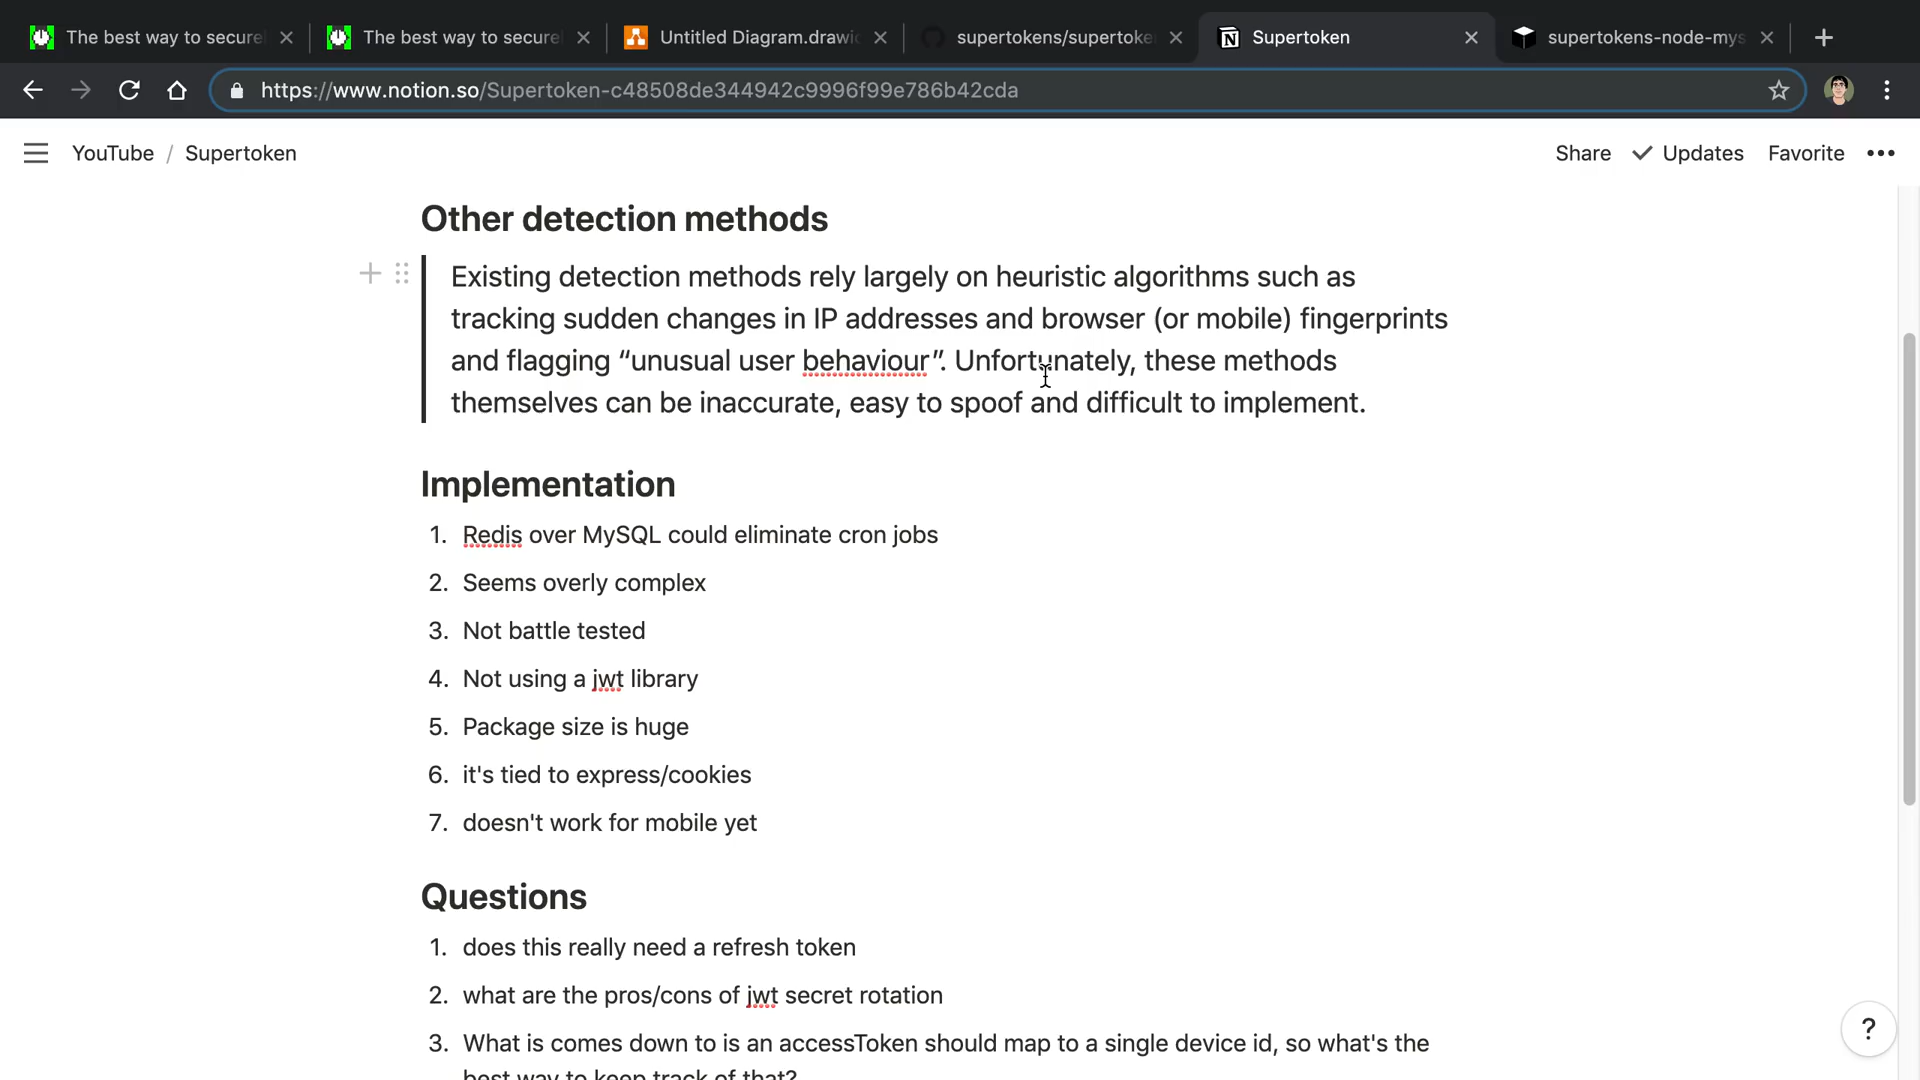 The best way to secure
The best way to secure
Untitled Diagram.drawio
supertokens/supertoke
Supertoken
supertokens-node-mys
https://www.notion.so/Supertoken-c48508de344942c9996f99e786b42cda
YouTube / Supertoken
Share
Updates
Favorite
Other detection methods
Existing detection methods rely largely on heuristic algorithms such as
tracking sudden changes in IP addresses and browser (or mobile) fingerprints
and flagging “unusual user behaviour”. Unfortunately, these methods
themselves can be inaccurate, easy to spoof and difficult to implement.
Implementation
1. Redis over MySQL could eliminate cron jobs
2. Seems overly complex
3. Not battle tested
4. Not using a jwt library
5. Package size is huge
6. it's tied to express/cookies
7. doesn't work for mobile yet
Questions
1. does this really need a refresh token
2. what are the pros/cons of jwt secret rotation
3. What is comes down to is an accessToken should map to a single device id, so what's the
best way to keep track of that?
?